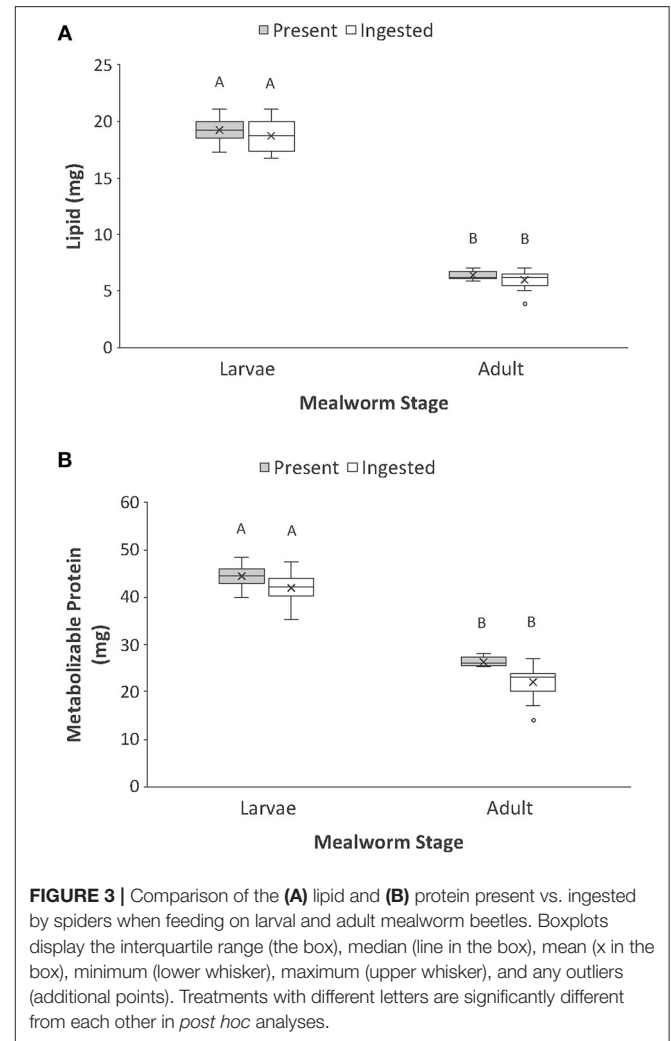 A
Present Ingested
25
20
15
10
5
0
Lipid (mg)
A A
B B
Larvae Adult
Mealworm Stage
B
Present Ingested
60
50
40
30
20
10
0
Metabolizable Protein
(mg)
A A
B B
Larvae Adult
Mealworm Stage
FIGURE 3 | Comparison of the (A) lipid and (B) protein present vs. ingested
by spiders when feeding on larval and adult mealworm beetles. Boxplots
display the interquartile range (the box), median (line in the box), mean (x in the
box), minimum (lower whisker), maximum (upper whisker), and any outliers
(additional points). Treatments with different letters are significantly different
from each other in post hoc analyses.